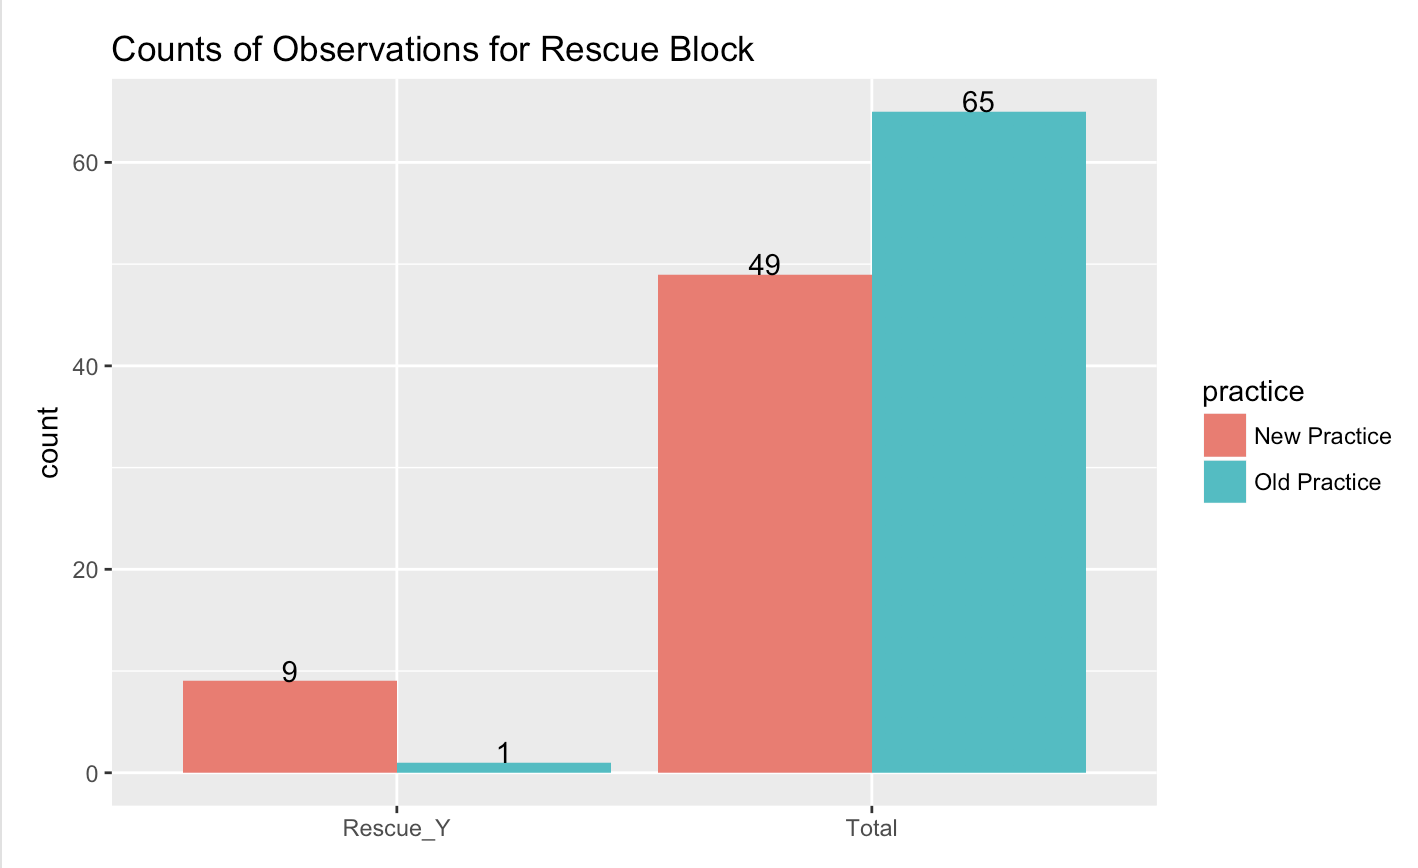 Counts of Observations for Rescue Block
65
60
49
40
count
20
9
1
0
Rescue_Y
Total
practice
New Practice
Old Practice